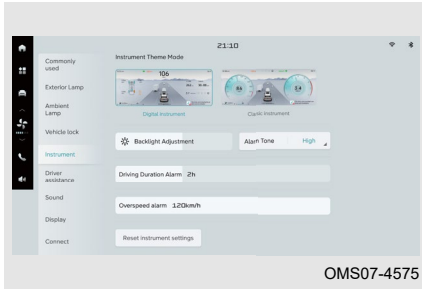 21:10
Commonly
used
Exterior Lamp
Ambient
Lamp
Vehicle lock
Instrument
Driver
assistance
Sound
Display
Connect
Instrument Theme Mode
106
Digital Instrument
Classic Instrument
Backlight Adjustment
Alarm Tone
High
Driving Duration Alarm 2h
Overspeed alarm 120km/h
Reset instrument settings
OMS07-4575